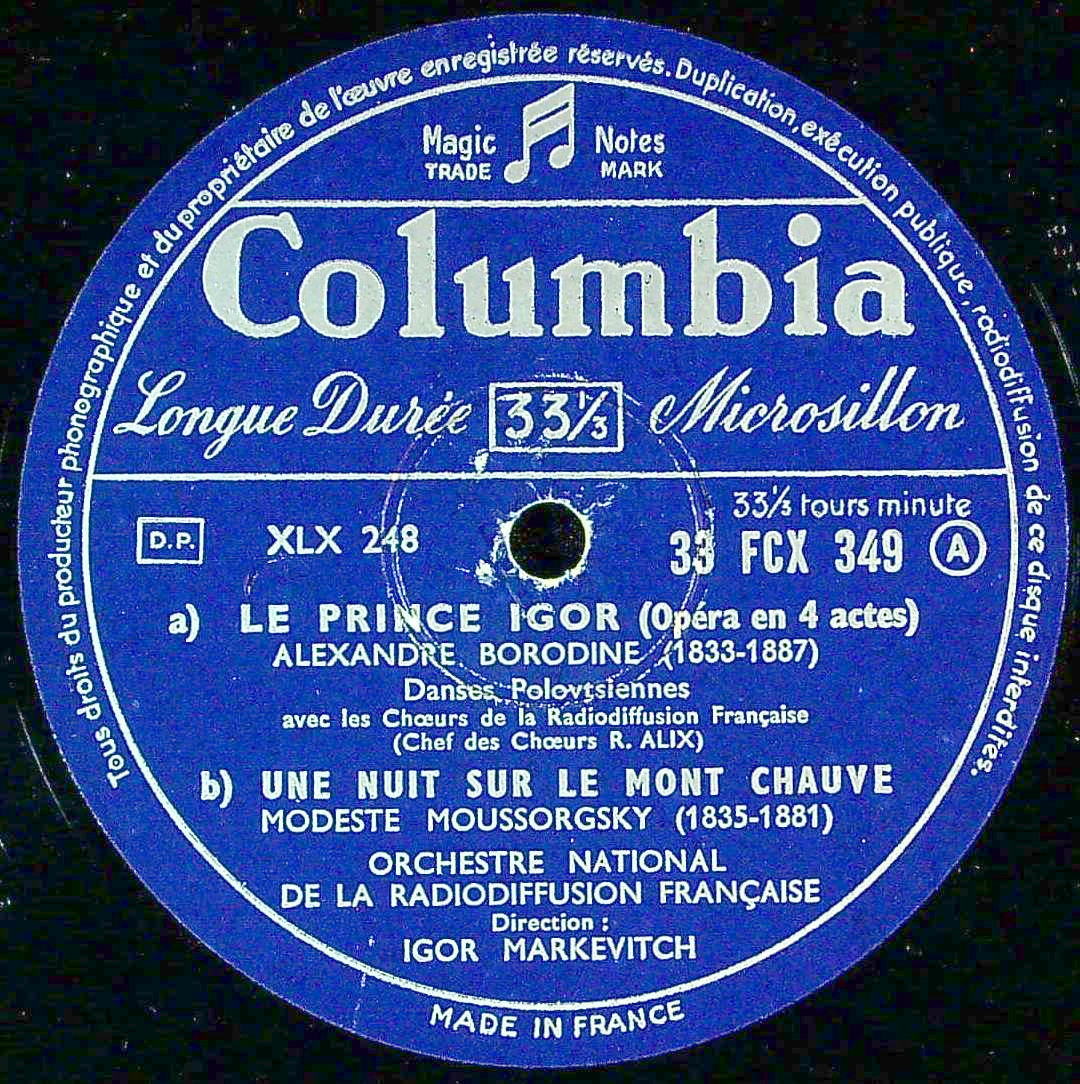 Tous droits du producteur phonographique et du propriétaire de l'œuvre enregistrée réservés. Duplication, exécution publique, radiodiffusion de ce disque interdites.
Magic Notes
TRADE MARK
Columbia
Longue Durée 33⅓ Microsillon
33⅓ tours minute
D.P. XLX 248 33 FCX 349 A
a) LE PRINCE IGOR (Opéra en 4 actes)
ALEXANDRE BORODINE (1833-1887)
Danses Polovtsiennes
avec les Chœurs de la Radiodiffusion Française
(Chef des Chœurs R. ALIX)
b) UNE NUIT SUR LE MONT CHAUVE
MODESTE MOUSSORGSKY (1835-1881)
ORCHESTRE NATIONAL
DE LA RADIODIFFUSION FRANÇAISE
Direction :
IGOR MARKEVITCH
MADE IN FRANCE